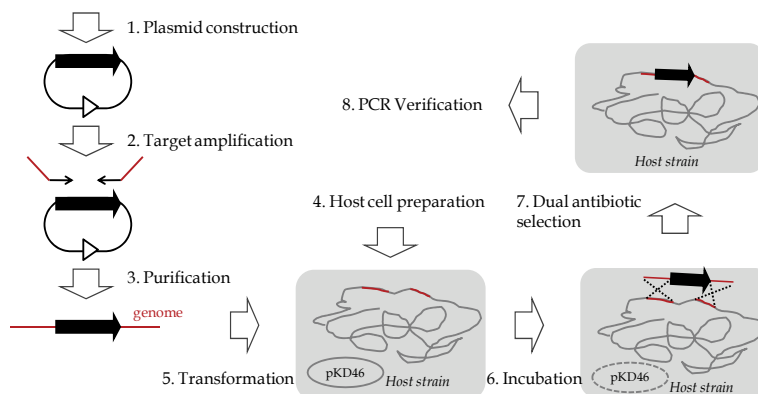 1. Plasmid construction
2. Target amplification
3. Purification
genome
5. Transformation
4. Host cell preparation
pKD46
Host strain
6. Incubation
pKD46
Host strain
7. Dual antibiotic
selection
Host strain
8. PCR Verification